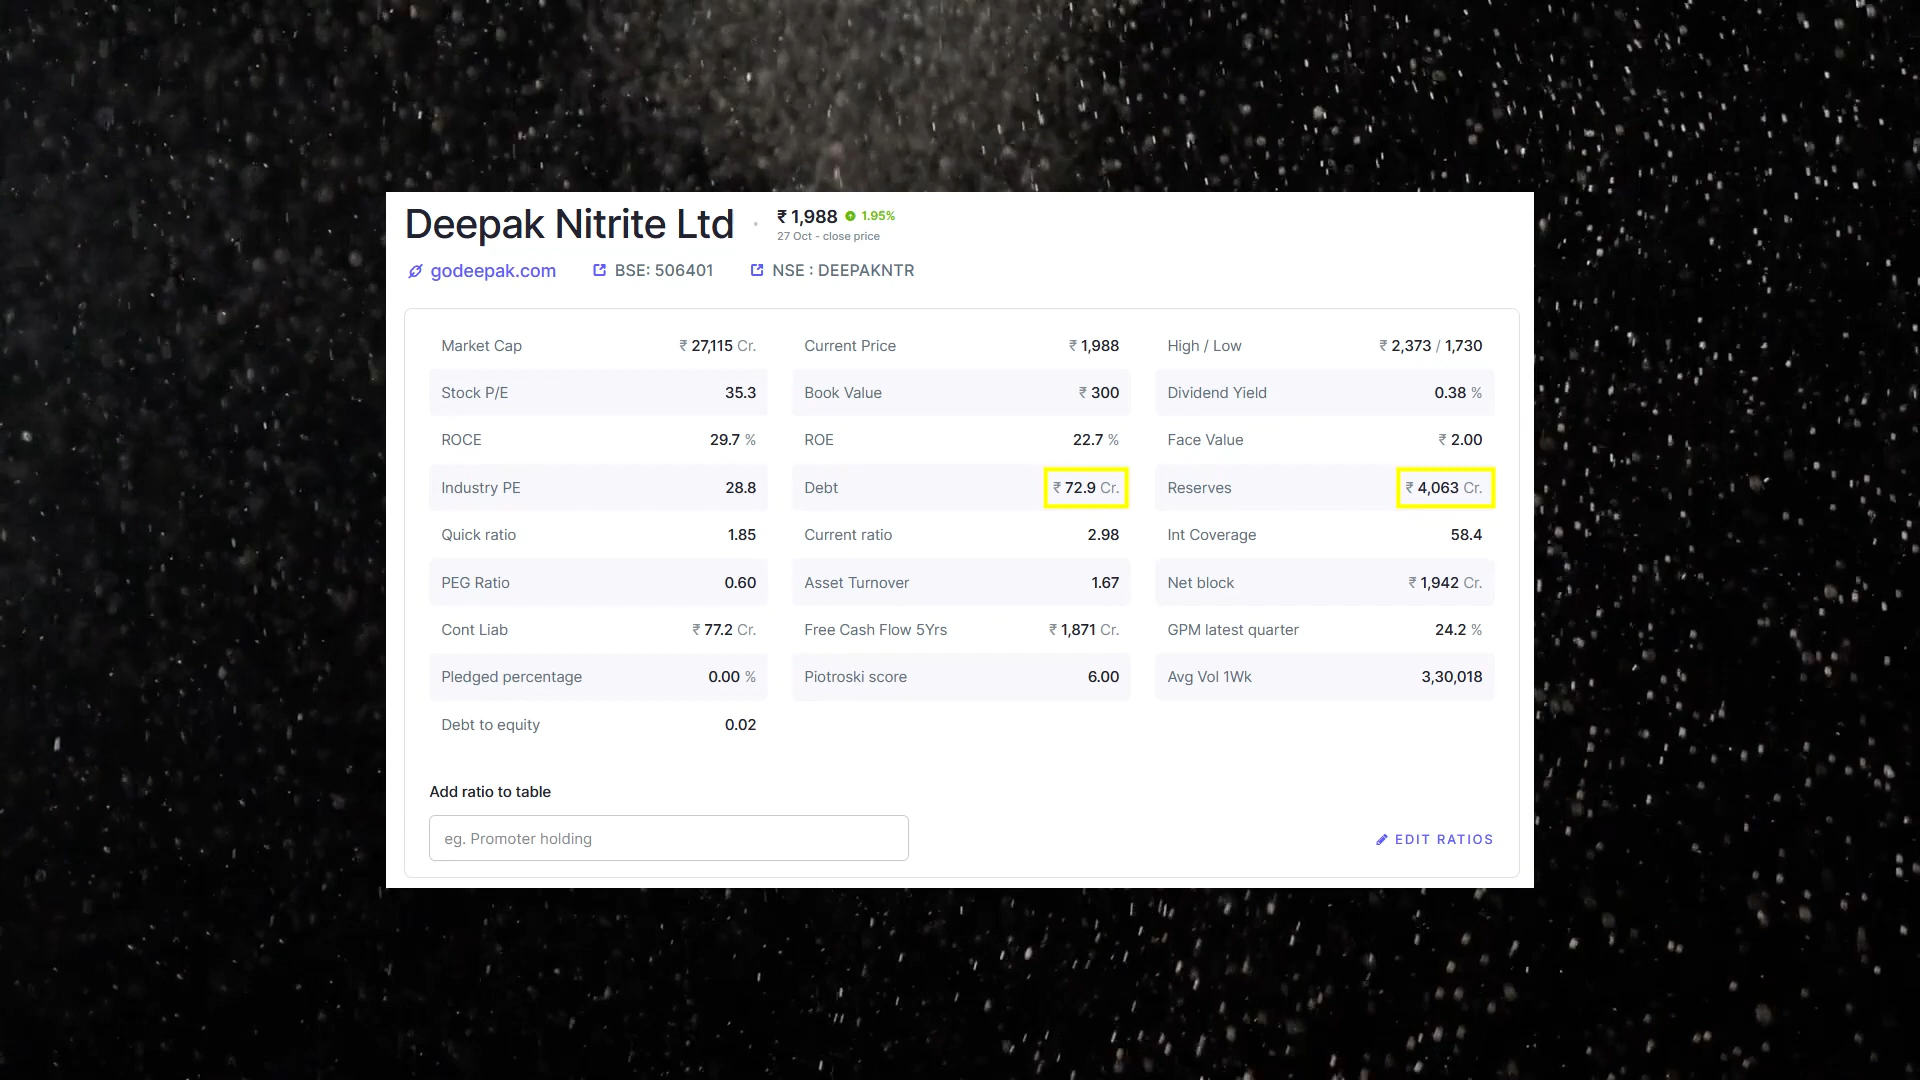 Deepak Nitrite Ltd
₹ 1,988 1.95%
27 Oct - close price
godeepak.com BSE: 506401 NSE : DEEPAKNTR
Market Cap ₹ 27,115 Cr. Current Price ₹ 1,988 High / Low ₹ 2,373 / 1,730
Stock P/E 35.3 Book Value ₹ 300 Dividend Yield 0.38 %
ROCE 29.7 % ROE 22.7 % Face Value ₹ 2.00
Industry PE 28.8 Debt ₹ 72.9 Cr. Reserves ₹ 4,063 Cr.
Quick ratio 1.85 Current ratio 2.98 Int Coverage 58.4
PEG Ratio 0.60 Asset Turnover 1.67 Net block ₹ 1,942 Cr.
Cont Liab ₹ 77.2 Cr. Free Cash Flow 5Yrs ₹ 1,871 Cr. GPM latest quarter 24.2 %
Pledged percentage 0.00 % Piotroski score 6.00 Avg Vol 1Wk 3,30,018
Debt to equity 0.02
Add ratio to table
eg. Promoter holding
EDIT RATIOS